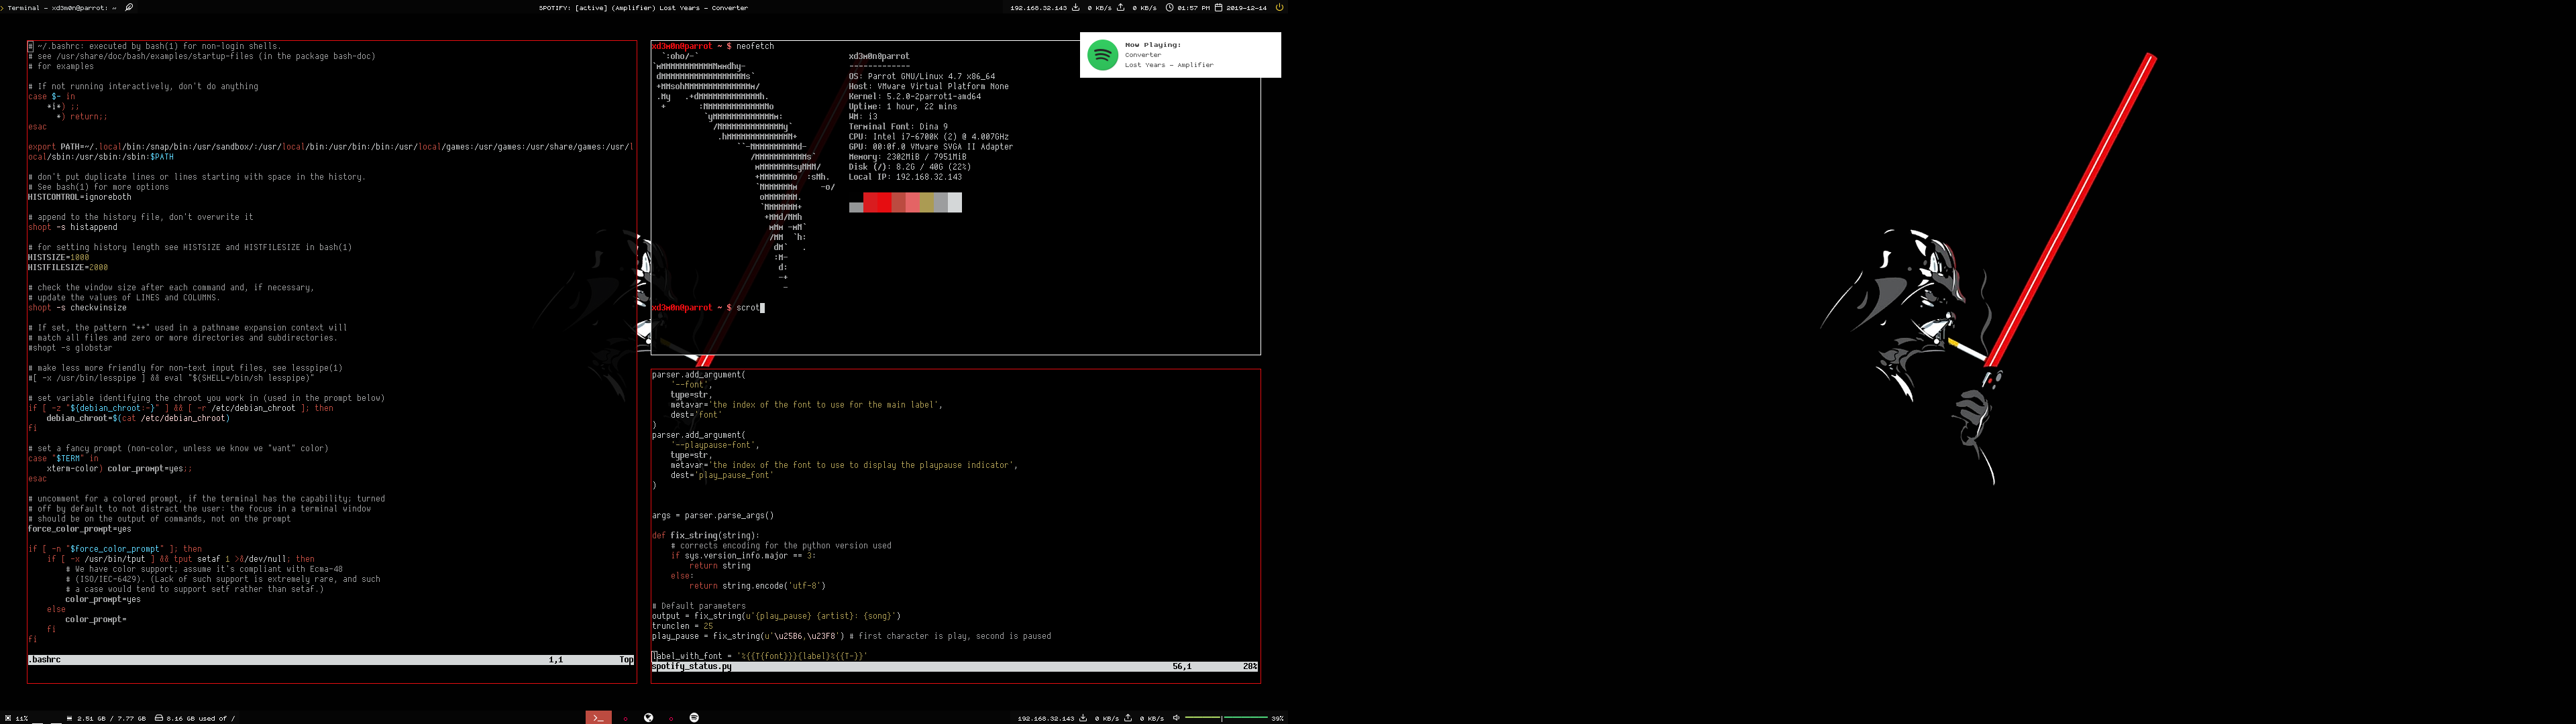 Terminal - xd3m0n@parrot: ~
SPOTIFY: [active] (Amplifier) Lost Years - Converter
192.168.32.143 0 KB/s 0 KB/s 01:57 PM 2019-12-14
# ~/.bashrc: executed by bash(1) for non-login shells.
# see /usr/share/doc/bash/examples/startup-files (in the package bash-doc)
# for examples
# If not running interactively, don't do anything
case $- in
*i*) ;;
*) return;;
esac
export PATH=~/.local/bin:/snap/bin:/usr/sandbox/:/usr/local/bin:/usr/bin:/bin:/usr/local/games:/usr/games:/usr/share/games:/usr/l
ocal/sbin:/usr/sbin:/sbin:$PATH
# don't put duplicate lines or lines starting with space in the history.
# See bash(1) for more options
HISTCONTROL=ignoreboth
# append to the history file, don't overwrite it
shopt -s histappend
# for setting history length see HISTSIZE and HISTFILESIZE in bash(1)
HISTSIZE=1000
HISTFILESIZE=2000
# check the window size after each command and, if necessary,
# update the values of LINES and COLUMNS.
shopt -s checkwinsize
# If set, the pattern "**" used in a pathname expansion context will
# match all files and zero or more directories and subdirectories.
#shopt -s globstar
# make less more friendly for non-text input files, see lesspipe(1)
#[ -x /usr/bin/lesspipe ] && eval "$(SHELL=/bin/sh lesspipe)"
# set variable identifying the chroot you work in (used in the prompt below)
if [ -z "${debian_chroot:-}" ] && [ -r /etc/debian_chroot ]; then
debian_chroot=$(cat /etc/debian_chroot)
fi
# set a fancy prompt (non-color, unless we know we "want" color)
case "$TERM" in
xterm-color) color_prompt=yes;;
esac
# uncomment for a colored prompt, if the terminal has the capability; turned
# off by default to not distract the user: the focus in a terminal window
# should be on the output of commands, not on the prompt
force_color_prompt=yes
if [ -n "$force_color_prompt" ]; then
if [ -x /usr/bin/tput ] && tput setaf 1 >&/dev/null; then
# We have color support; assume it's compliant with Ecma-48
# (ISO/IEC-6429). (Lack of such support is extremely rare, and such
# a case would tend to support setf rather than setaf.)
color_prompt=yes
else
color_prompt=
fi
fi
.bashrc 1,1 Top
xd3m0n@parrot ~ $ neofetch
xd3m0n@parrot
-------------
OS: Parrot GNU/Linux 4.7 x86_64
Host: VMware Virtual Platform None
Kernel: 5.2.0-2parrot1-amd64
Uptime: 1 hour, 22 mins
WM: i3
Terminal Font: Dina 9
CPU: Intel i7-6700K (2) @ 4.007GHz
GPU: 00:0f.0 VMware SVGA II Adapter
Memory: 2302MiB / 7951MiB
Disk (/): 8.2G / 40G (22%)
Local IP: 192.168.32.143
xd3m0n@parrot ~ $ scrot
Now Playing:
Converter
Lost Years - Amplifier
parser.add_argument(
'--font',
type=str,
metavar='the index of the font to use for the main label',
dest='font'
)
parser.add_argument(
'--playpause-font',
type=str,
metavar='the index of the font to use to display the playpause indicator',
dest='play_pause_font'
)
args = parser.parse_args()
def fix_string(string):
# corrects encoding for the python version used
if sys.version_info.major == 3:
return string
else:
return string.encode('utf-8')
# Default parameters
output = fix_string(u'{play_pause} {artist}: {song}')
trunclen = 25
play_pause = fix_string(u'\u25B6,\u23F8') # first character is play, second is paused
label_with_font = '%{{T{font}}}{label}%{{T-}}'
spotify_status.py 56,1 28%
11% 2.51 GB / 7.77 GB 8.16 GB used of /
192.168.32.143 0 KB/s 0 KB/s 39%